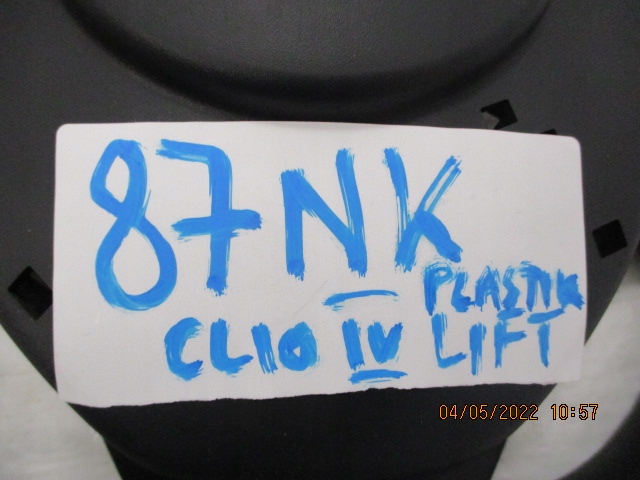 87NK
PLASTIK
CLIO IV LIFT
04/05/2022 10:57